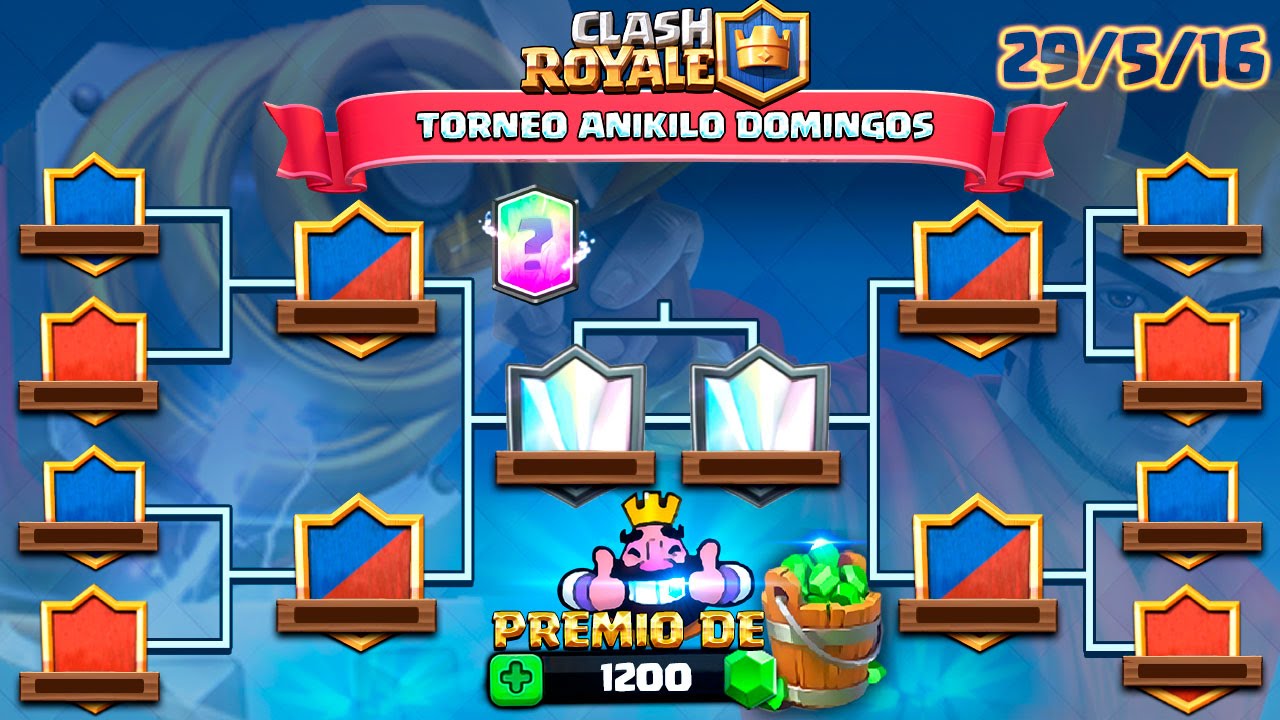 CLASH
ROYALE
29/5/16
TORNEO ANIKILO DOMINGOS
?
PREMIO DE
1200